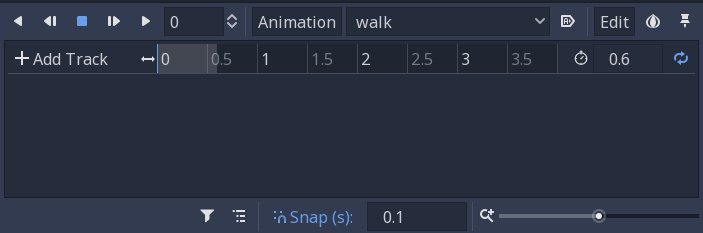 0 Animation walk Edit
Add Track 0 0.5 1 1.5 2 2.5 3 3.5 0.6
Snap (s): 0.1